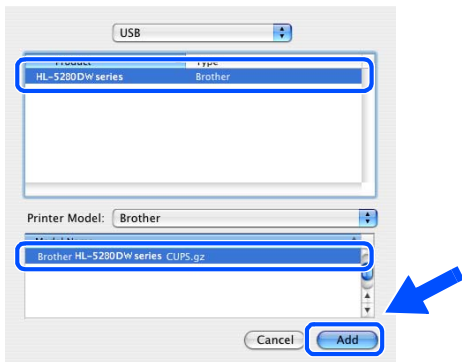 USB
Product Type
HL-5280DW series Brother
Printer Model: Brother
Model Name
Brother HL-5280DW series CUPS.gz
Cancel Add